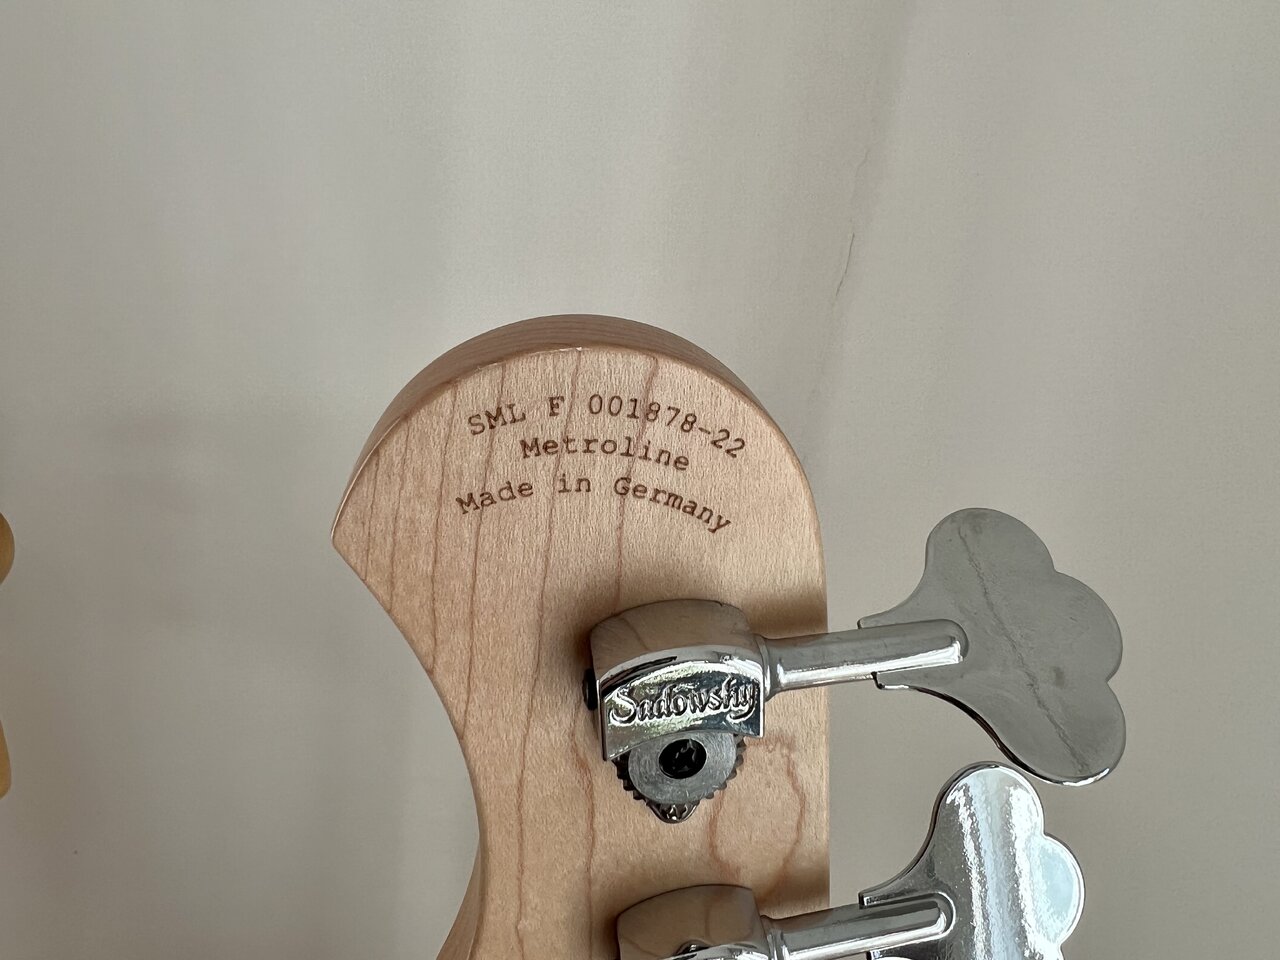 SML F 001878-22
Metroline
Made in Germany
Sadowsky